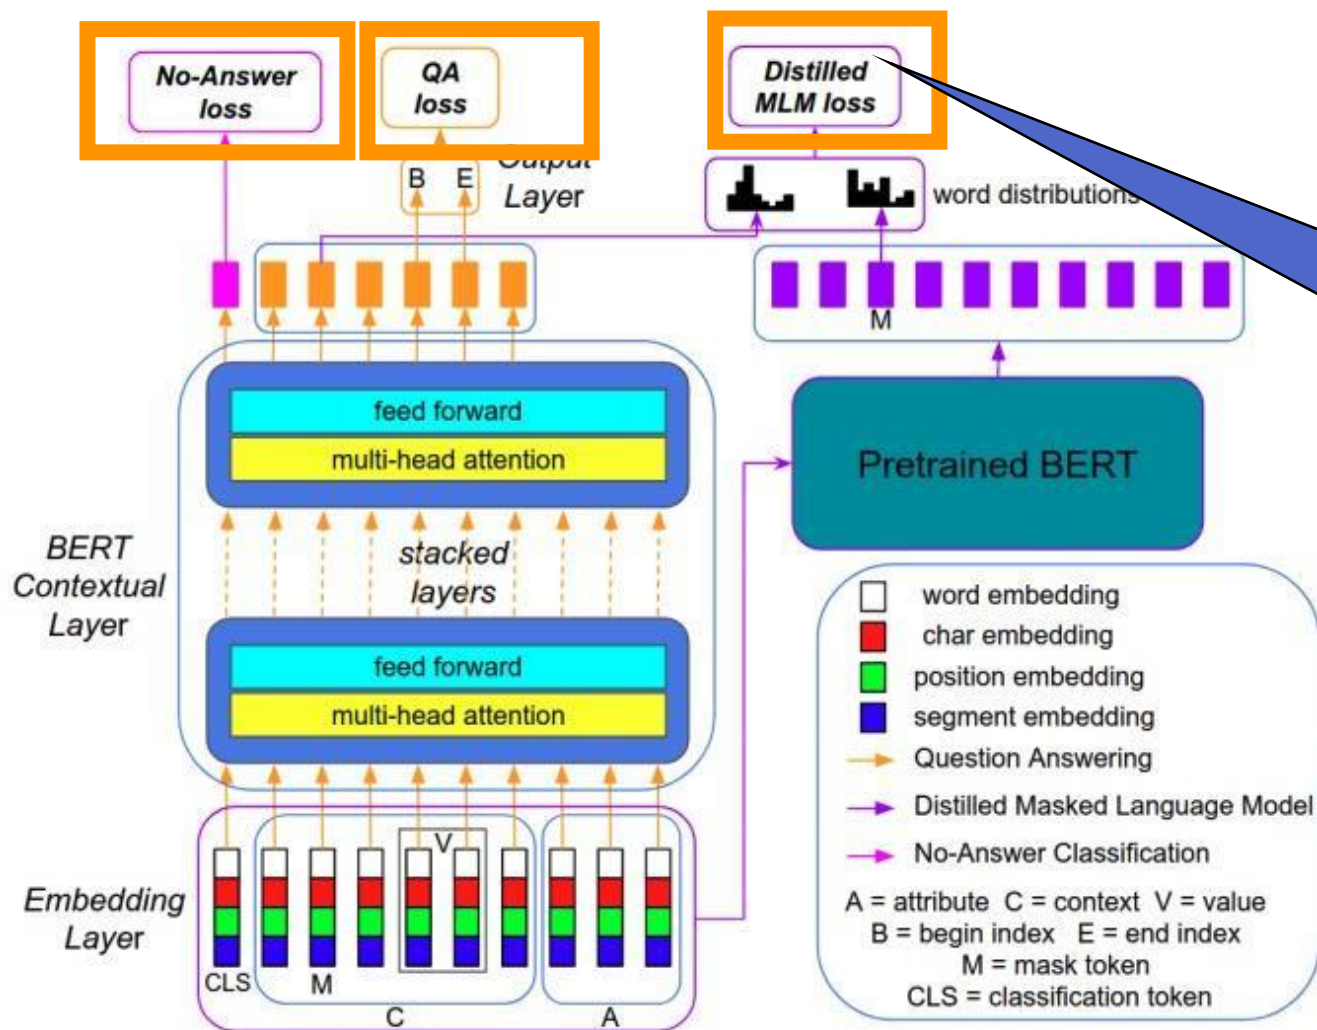 No-Answer
loss
QA
loss
Distilled
MLM loss
Output
Layer
B E
word distributions
M
feed forward
multi-head attention
Pretrained BERT
BERT
Contextual
Layer
stacked
layers
feed forward
multi-head attention
word embedding
char embedding
position embedding
segment embedding
Question Answering
Distilled Masked Language Model
No-Answer Classification
A = attribute C = context V = value
B = begin index E = end index
M = mask token
CLS = classification token
Embedding
Layer
V
CLS
M
C
A